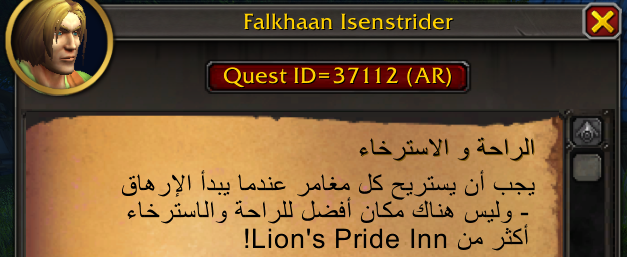 Falkhaan Isenstrider
Quest ID=37112 (AR)
الراحة و الاسترخاء
يجب أن يستريح كل مغامر عندما يبدأ الإرهاق
- وليس هناك مكان أفضل للراحة والاسترخاء
أكثر من Lion's Pride Inn!